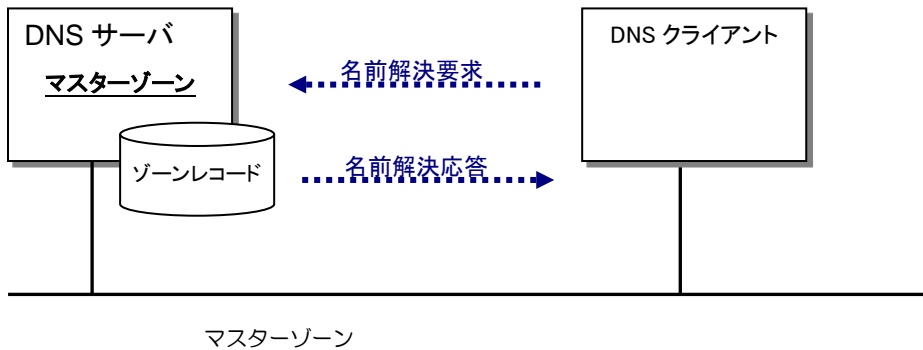 DNS サーバ
マスターゾーン
ゾーンレコード
名前解決要求
名前解決応答
DNS クライアント
マスターゾーン